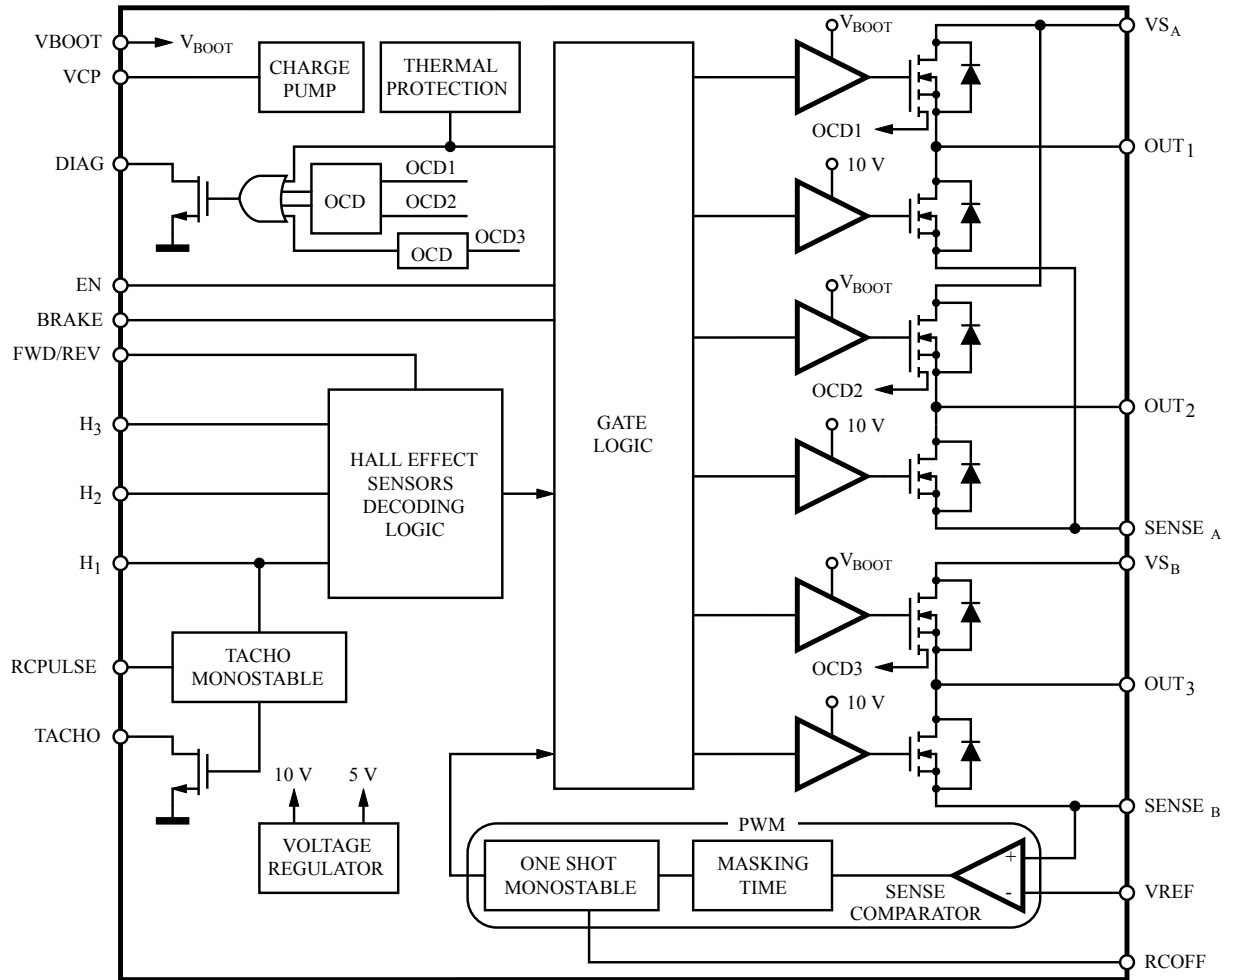 VBOOT
VBOOT
VCP
CHARGE
PUMP
THERMAL
PROTECTION
DIAG
OCD
OCD1
OCD2
OCD
OCD3
EN
BRAKE
FWD/REV
H3
H2
H1
HALL EFFECT
SENSORS
DECODING
LOGIC
RCPULSE
TACHO
MONOSTABLE
TACHO
10 V
5 V
VOLTAGE
REGULATOR
GATE
LOGIC
VBOOT
OCD1
10 V
VBOOT
OCD2
10 V
VBOOT
OCD3
10 V
VSA
OUT1
OUT2
SENSE A
VSB
OUT3
SENSE B
PWM
ONE SHOT
MONOSTABLE
MASKING
TIME
SENSE
COMPARATOR
+
-
VREF
RCOFF